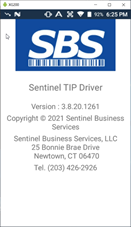 92% 6:25 PM
SBS
Sentinel TIP Driver
Version : 3.8.20.1261
Copyright © 2021 Sentinel Business
Services
Sentinel Business Services, LLC
25 Bonnie Brae Drive
Newtown, CT 06470
Tel. (203) 426-2926